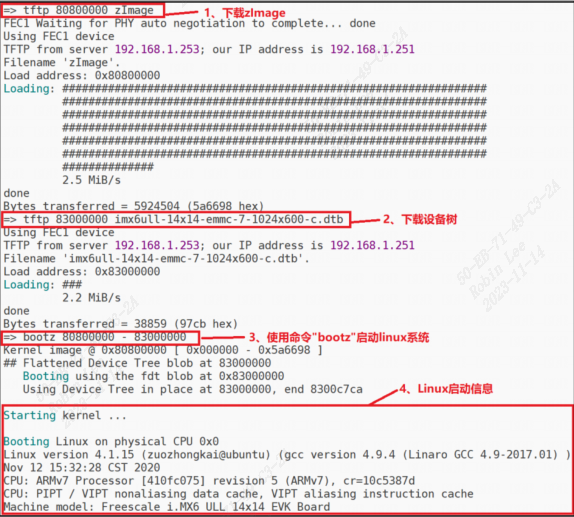 => tftp 80800000 zImage
1、下载zImage
FEC1 Waiting for PHY auto negotiation to complete... done
Using FEC1 device
TFTP from server 192.168.1.253; our IP address is 192.168.1.251
Filename 'zImage'.
Load address: 0x80800000
Loading: #################################################################
#################################################################
#################################################################
#################################################################
#################################################################
#################################################################
##############
2.5 MiB/s
done
Bytes transferred = 5924504 (5a6698 hex)
=> tftp 83000000 imx6ull-14x14-emmc-7-1024x600-c.dtb
2、下载设备树
Using FEC1 device
TFTP from server 192.168.1.253; our IP address is 192.168.1.251
Filename 'imx6ull-14x14-emmc-7-1024x600-c.dtb'.
Load address: 0x83000000
Loading: ###
2.2 MiB/s
done
Bytes transferred = 38859 (97cb hex)
=> bootz 80800000 - 83000000
3、使用命令"bootz"启动linux系统
Kernel image @ 0x80800000 [ 0x000000 - 0x5a6698 ]
## Flattened Device Tree blob at 83000000
Booting using the fdt blob at 0x83000000
Using Device Tree in place at 83000000, end 8300c7ca
4、Linux启动信息
Starting kernel ...
Booting Linux on physical CPU 0x0
Linux version 4.1.15 (zuozhongkai@ubuntu) (gcc version 4.9.4 (Linaro GCC 4.9-2017.01) )
Nov 12 15:32:28 CST 2020
CPU: ARMv7 Processor [410fc075] revision 5 (ARMv7), cr=10c5387d
CPU: PIPT / VIPT nonaliasing data cache, VIPT aliasing instruction cache
Machine model: Freescale i.MX6 ULL 14x14 EVK Board
50-EB-71-49-C3-2A
Robin Lee
2023-11-14